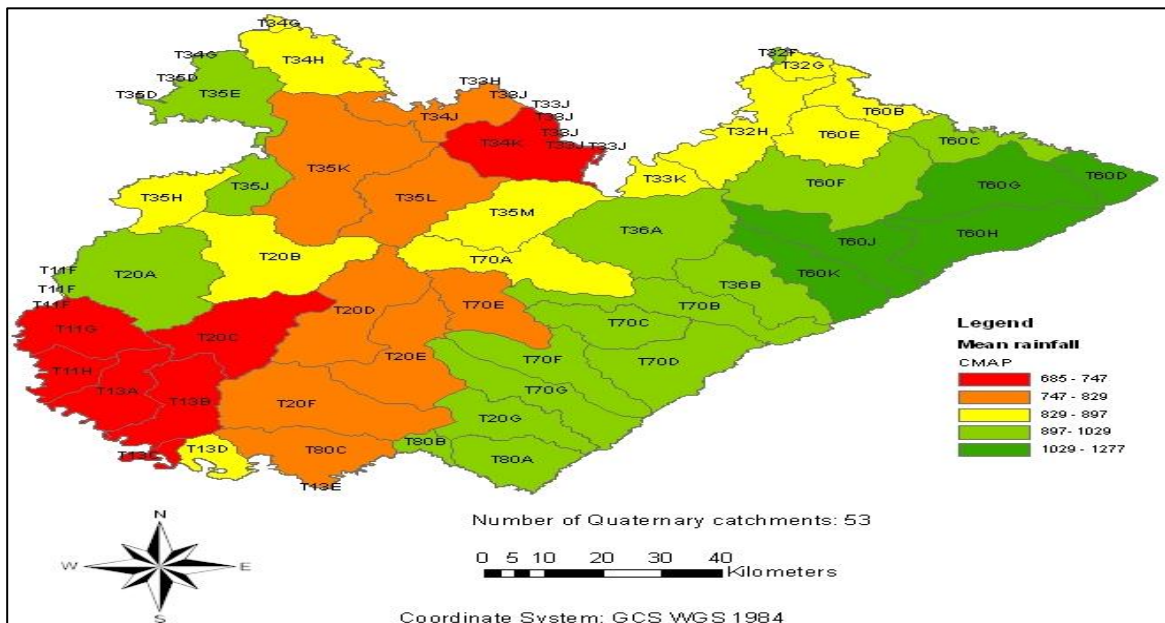 T34G
T34G
T34H
T32F
T32G
T35D
T35D
T35E
T33H
T33J
T33J
T34J
T33J
T33J
T33J
T33J
T34K
T60B
T32H
T60E
T60C
T35K
T33K
T60F
T60G
T60D
T35H
T35J
T35L
T35M
T36A
T60J
T60H
T20B
T70A
T11F
T20A
T60K
T11F
T11F
T36B
T20D
T70E
T70B
T11G
T20C
T70C
T20E
T70F
T70D
T11H
T13A
T13B
T70G
T20F
T20G
T13C
T13D
T80C
T80B
T80A
T13E
Legend
Mean rainfall
CMAP
685 - 747
747 - 829
829 - 897
897- 1029
1029 - 1277
N
W
E
S
Number of Quaternary catchments: 53
0 5 10 20 30 40
Kilometers
Coordinate System: GCS WGS 1984